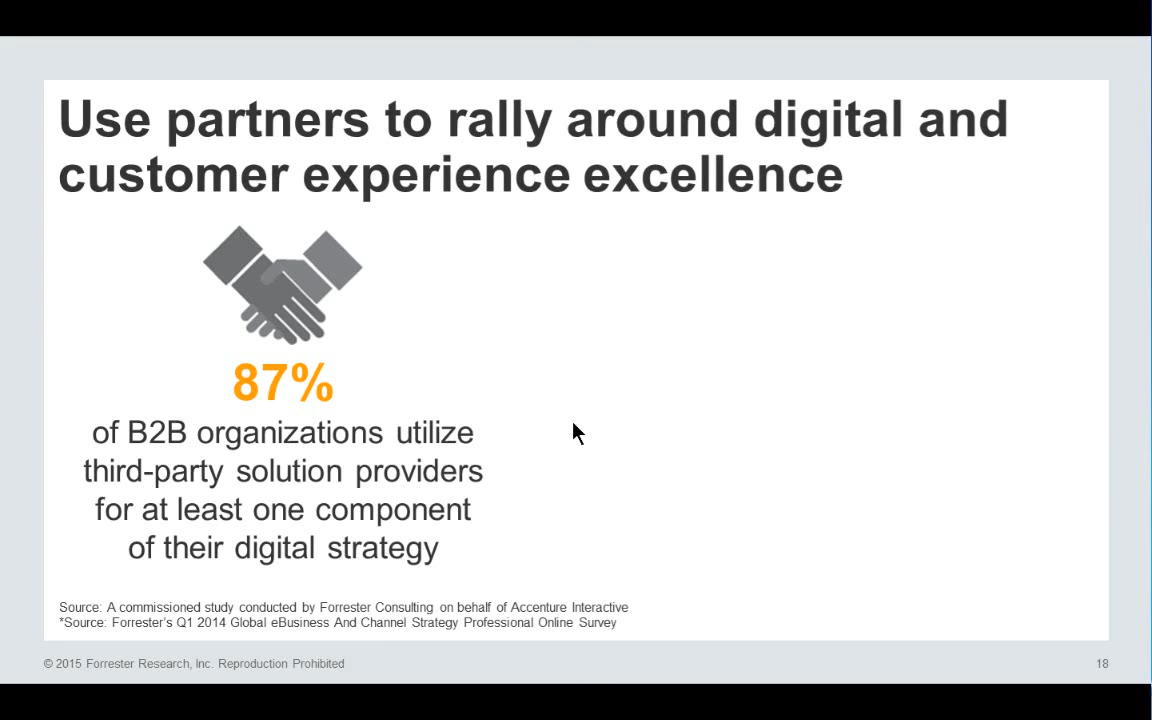 Use partners to rally around digital and
customer experience excellence
87%
of B2B organizations utilize
third-party solution providers
for at least one component
of their digital strategy
Source: A commissioned study conducted by Forrester Consulting on behalf of Accenture Interactive
*Source: Forrester’s Q1 2014 Global eBusiness And Channel Strategy Professional Online Survey
© 2015 Forrester Research, Inc. Reproduction Prohibited
18